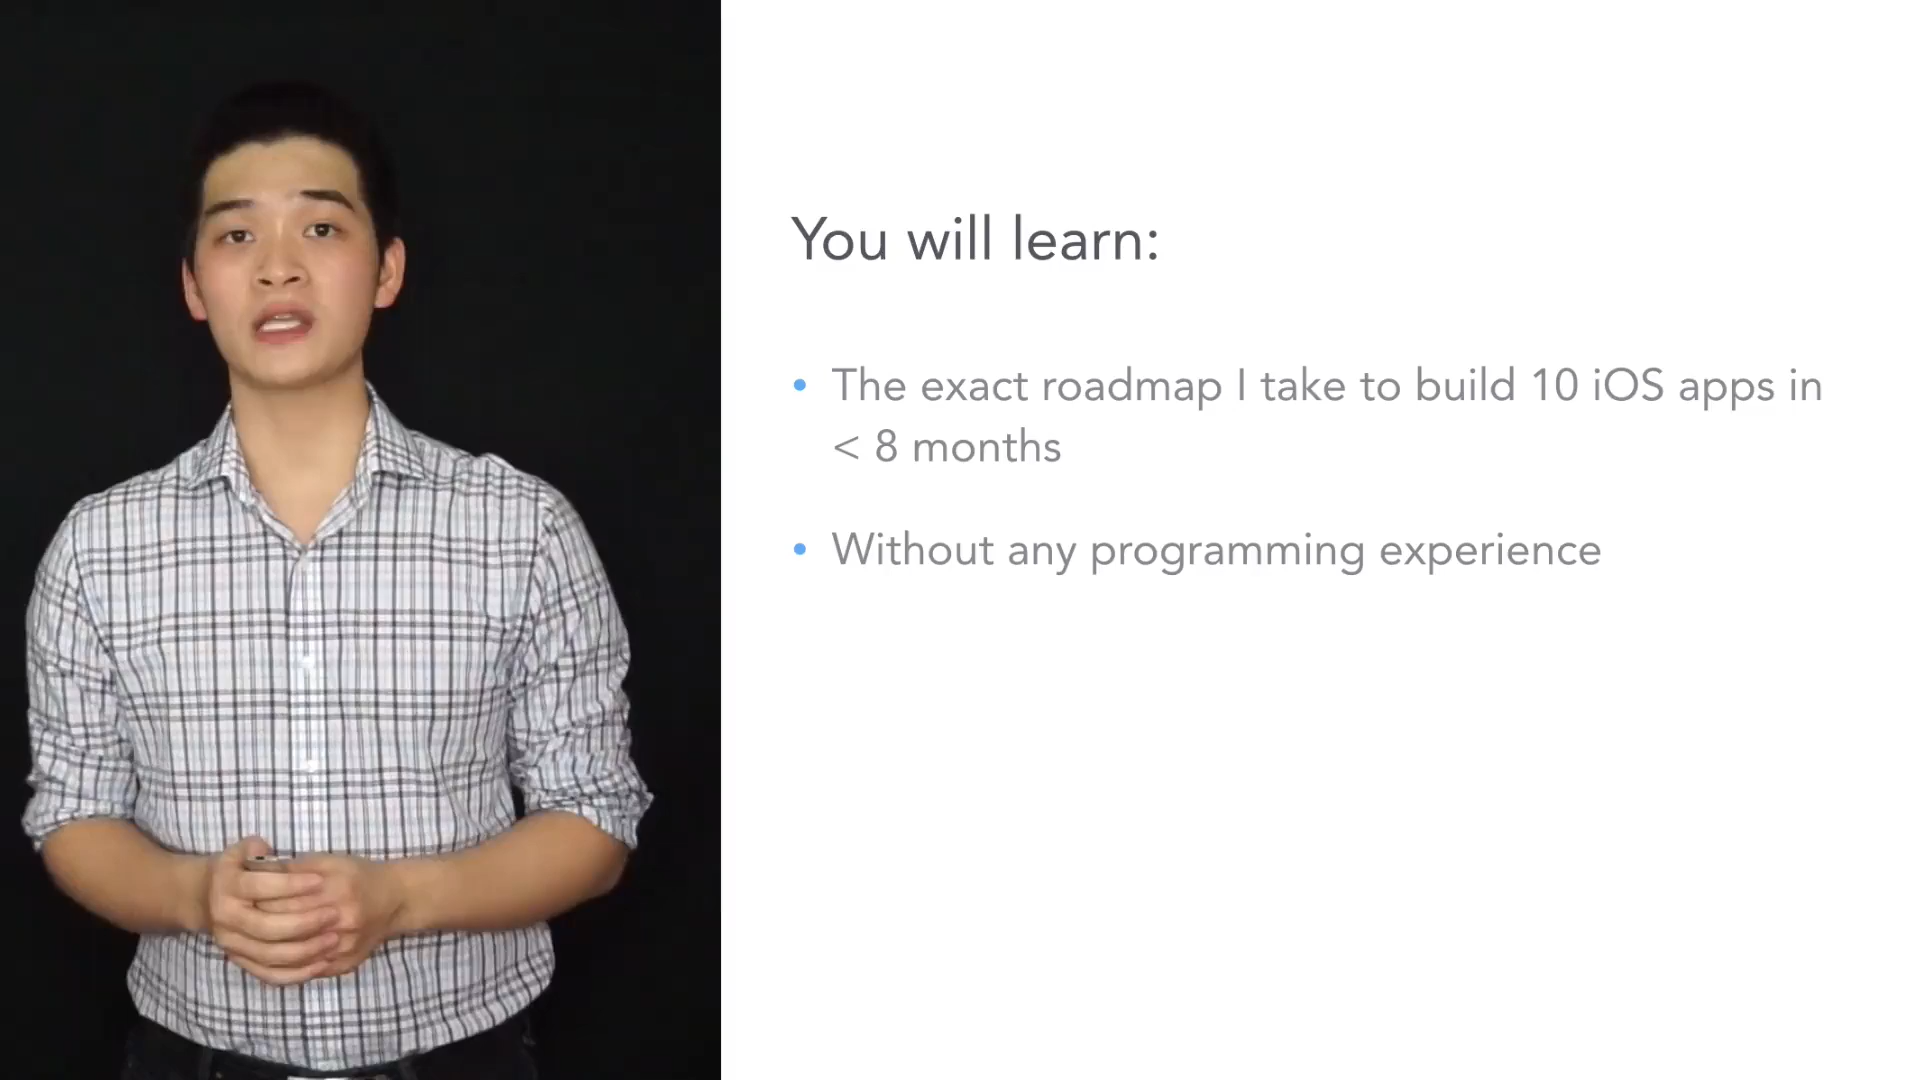 You will learn:
• The exact roadmap I take to build 10 iOS apps in
< 8 months
• Without any programming experience